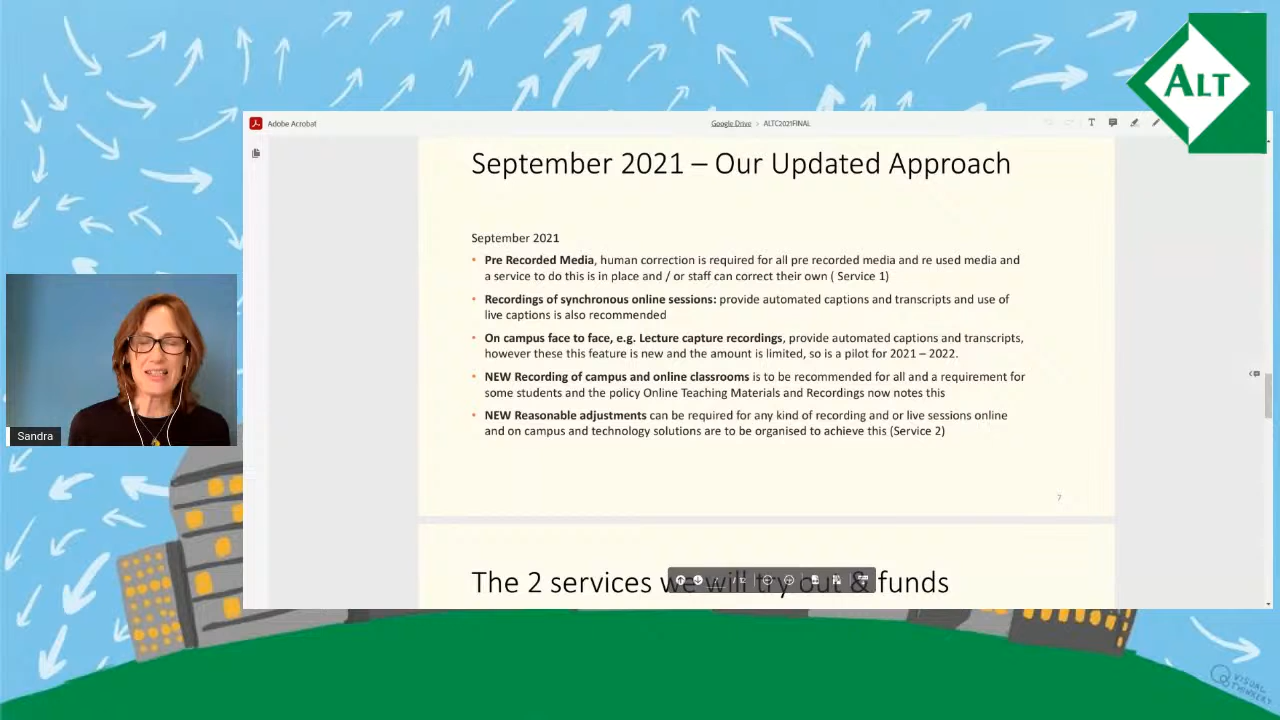 ALT
Adobe Acrobat
Google Drive > ALTC2021FINAL
September 2021 – Our Updated Approach
September 2021
• Pre Recorded Media, human correction is required for all pre recorded media and re used media and
a service to do this is in place and / or staff can correct their own ( Service 1)
• Recordings of synchronous online sessions: provide automated captions and transcripts and use of
live captions is also recommended
• On campus face to face, e.g. Lecture capture recordings, provide automated captions and transcripts,
however these this feature is new and the amount is limited, so is a pilot for 2021 – 2022.
• NEW Recording of campus and online classrooms is to be recommended for all and a requirement for
some students and the policy Online Teaching Materials and Recordings now notes this
• NEW Reasonable adjustments can be required for any kind of recording and or live sessions online
and on campus and technology solutions are to be organised to achieve this (Service 2)
7
Sandra
The 2 services we will try out & funds
VISUAL
THINKERY